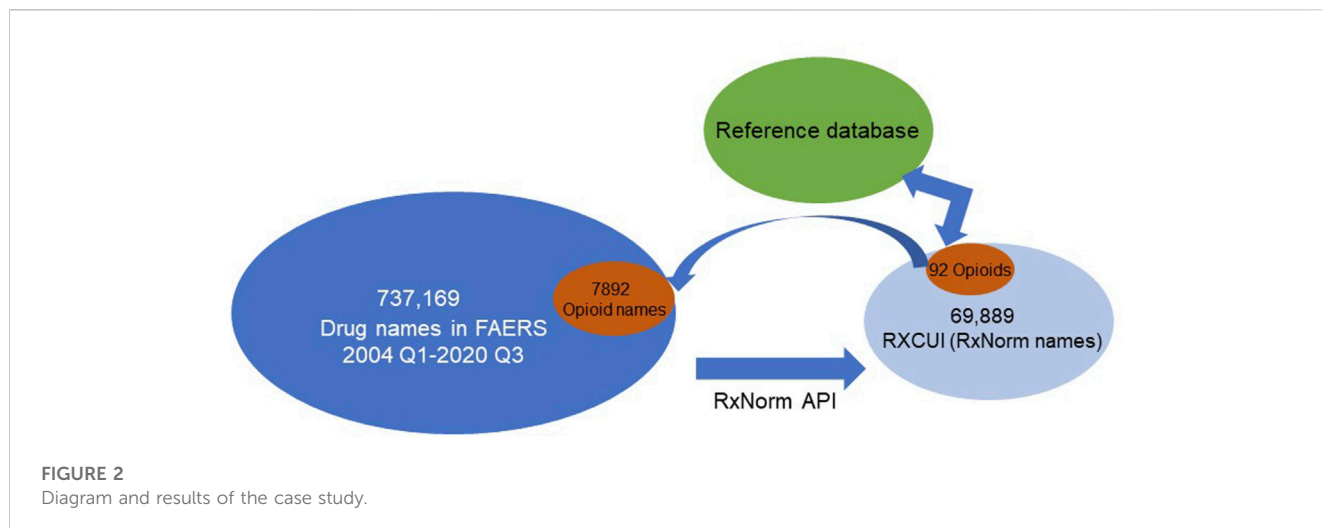 Reference database
737,169
Drug names in FAERS
2004 Q1-2020 Q3
7892
Opioid names
92 Opioids
69,889
RXCUI (RxNorm names)
RxNorm API
FIGURE 2
Diagram and results of the case study.